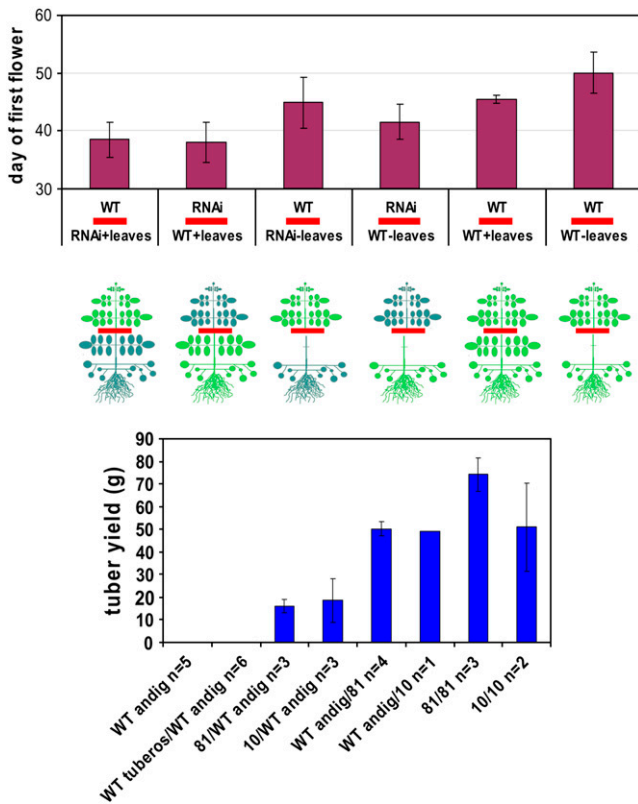 60
50
40
30
day of first flower
WT RNAi WT RNAi WT WT
RNAi+leaves WT+leaves RNAi-leaves WT-leaves WT+leaves WT-leaves
90
80
70
60
50
40
30
20
10
0
tuber yield (g)
WT andig n=5
WT tuberos/WT andig n=6
81/WT andig n=3
10/WT andig n=3
WT andig/81 n=4
WT andig/10 n=1
81/81 n=3
10/10 n=2